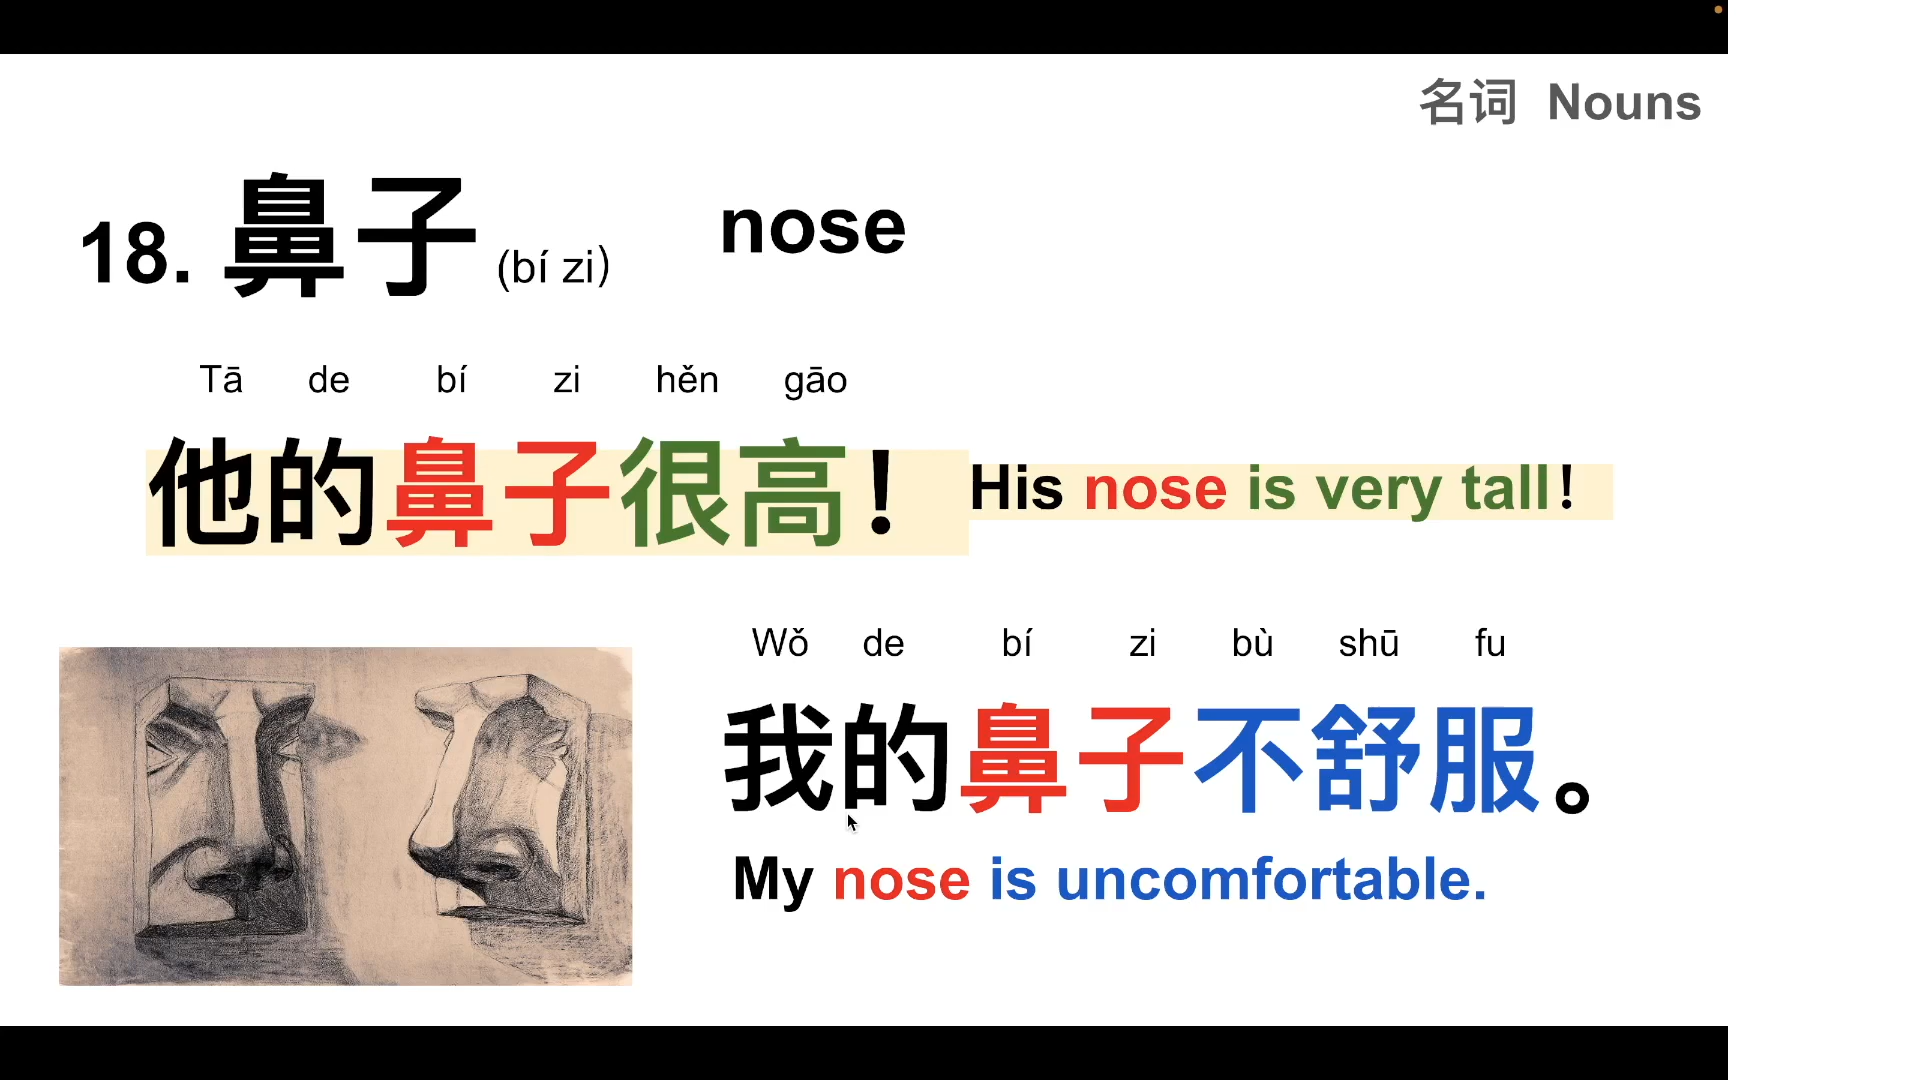 名词 Nouns
18. 鼻子 (bí zi) nose
Tā de bí zi hěn gāo
他的鼻子很高！ His nose is very tall！
Wǒ de bí zi bù shū fu
我的鼻子不舒服。
My nose is uncomfortable.